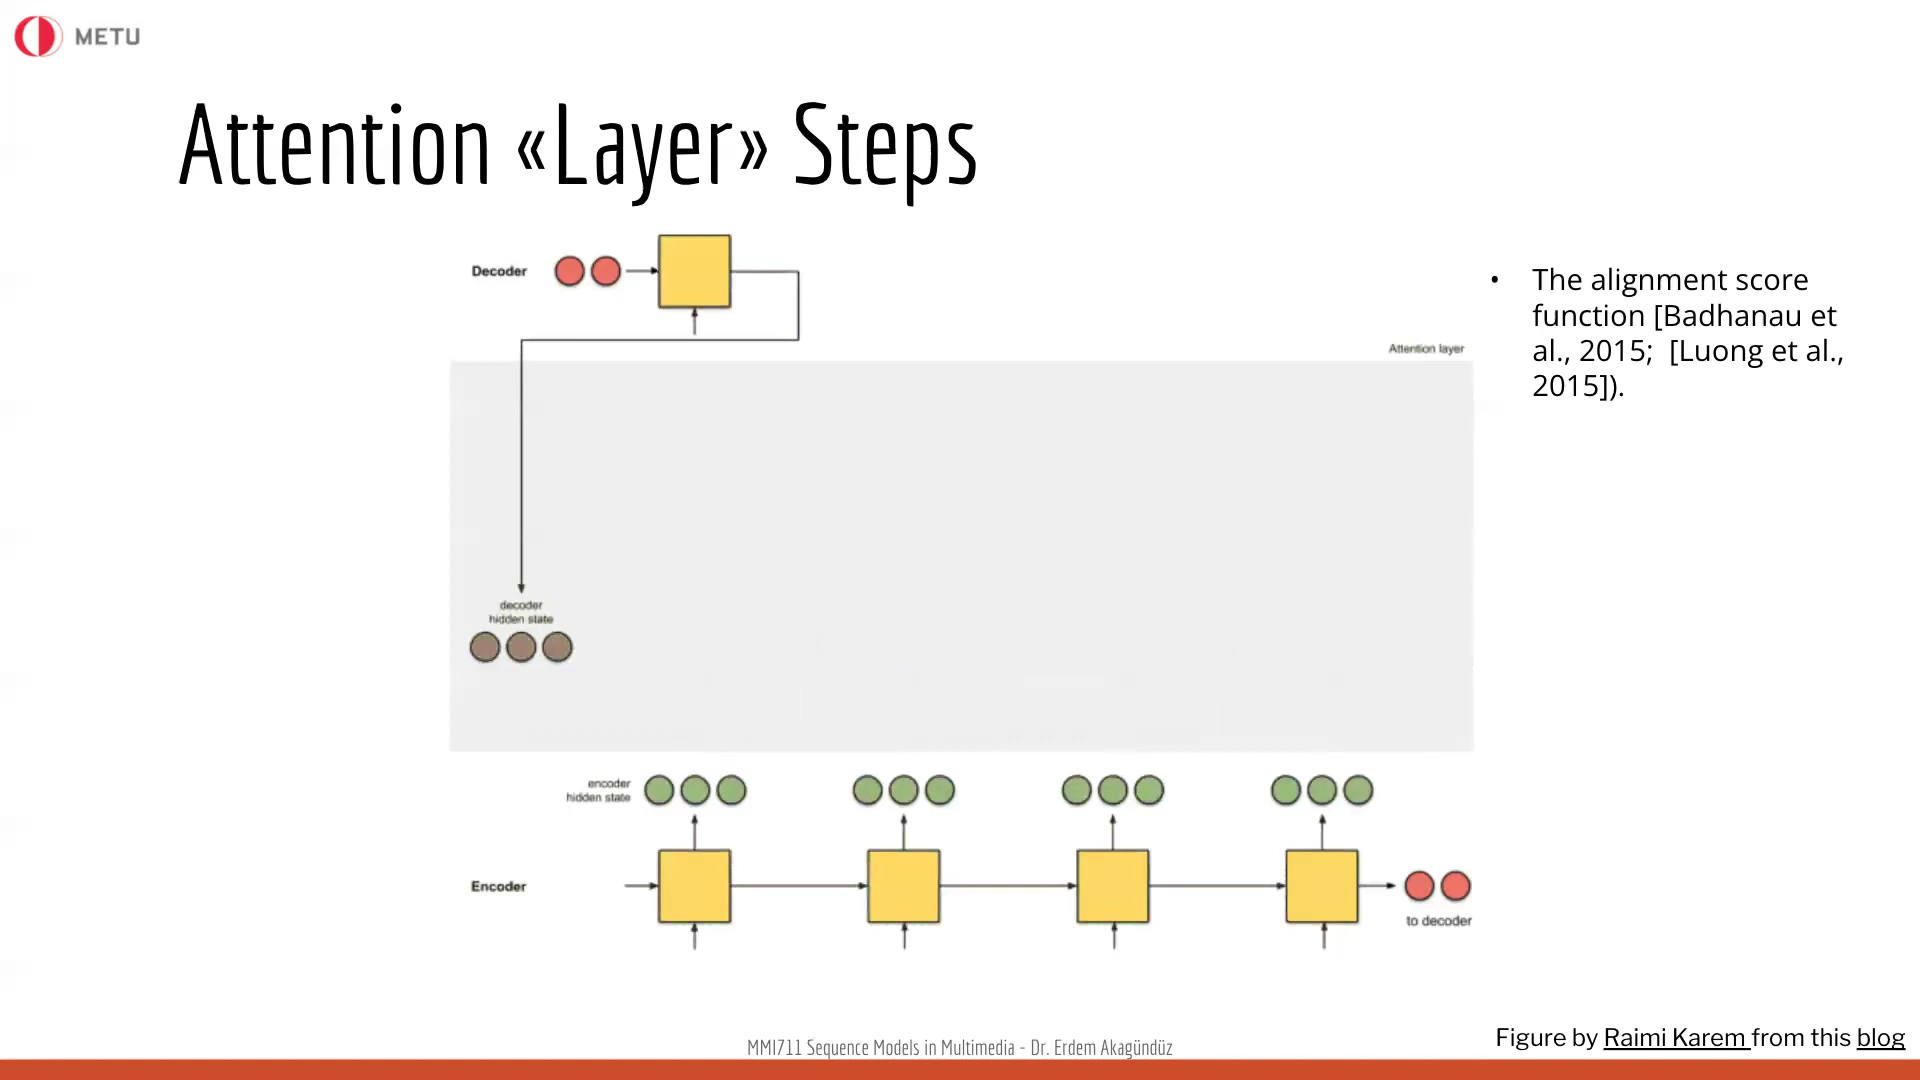 METU
Attention «Layer» Steps
Decoder
Attention layer
• The alignment score
function [Badhanau et
al., 2015;  [Luong et al.,
2015]).
decoder
hidden state
encoder
hidden state
Encoder
to decoder
Figure by Raimi Karem from this blog
MMI711 Sequence Models in Multimedia - Dr. Erdem Akagündüz